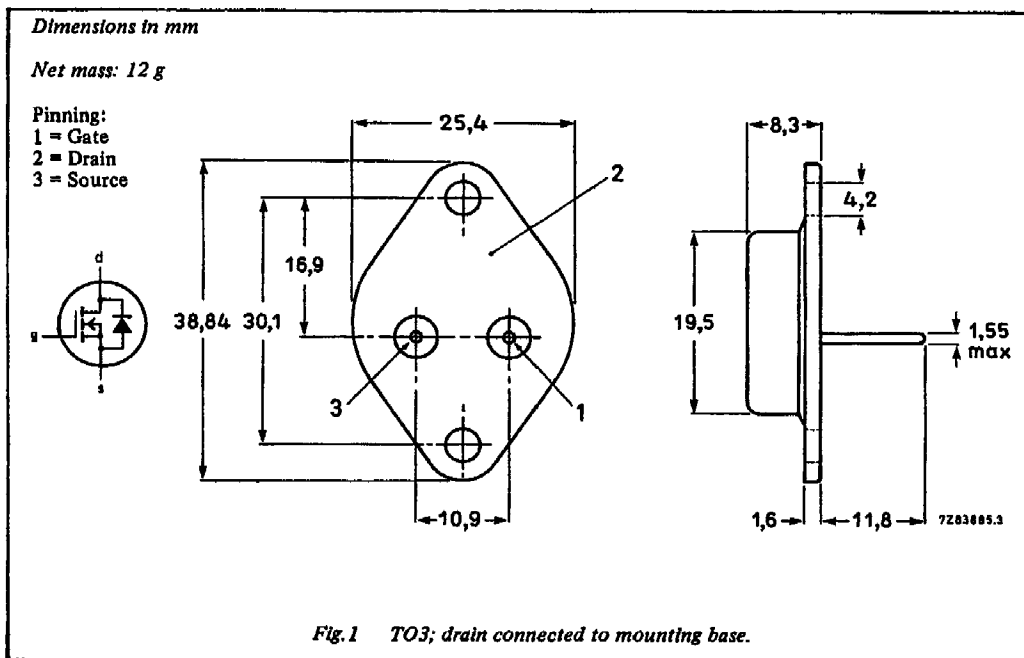 Dimensions in mm
Net mass: 12 g
Pinning:
1 = Gate
2 = Drain
3 = Source
d
g
s
25,4
2
16,9
38,84
30,1
3
1
10,9
8,3
4,2
19,5
1,55
max
1,6
11,8
7Z83885.3
Fig.1 TO3; drain connected to mounting base.